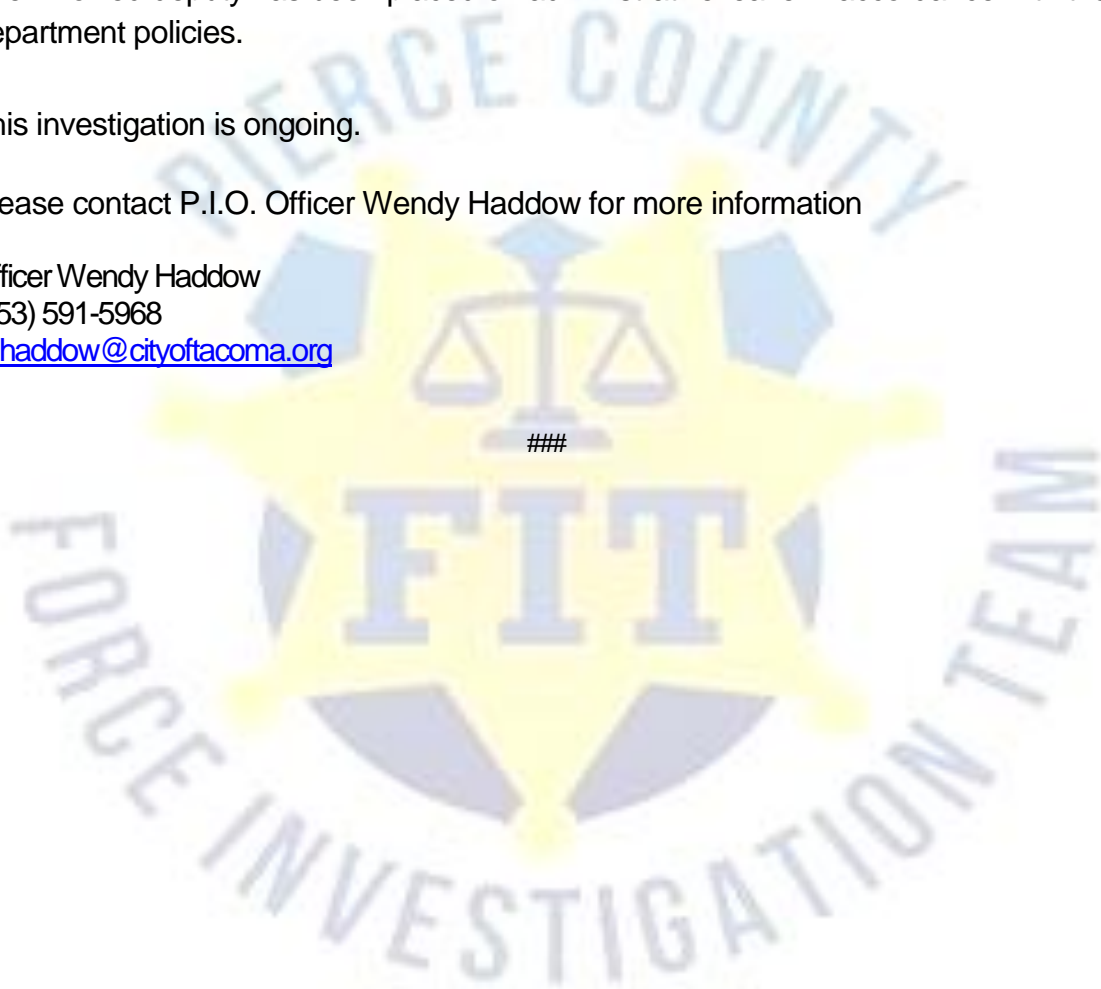 department policies.
This investigation is ongoing.
Please contact P.I.O. Officer Wendy Haddow for more information
Officer Wendy Haddow
53) 591-5968
haddow@cityoftacoma.org
###
PIERCE COUNTY
FIT
FORCE INVESTIGATION TEAM